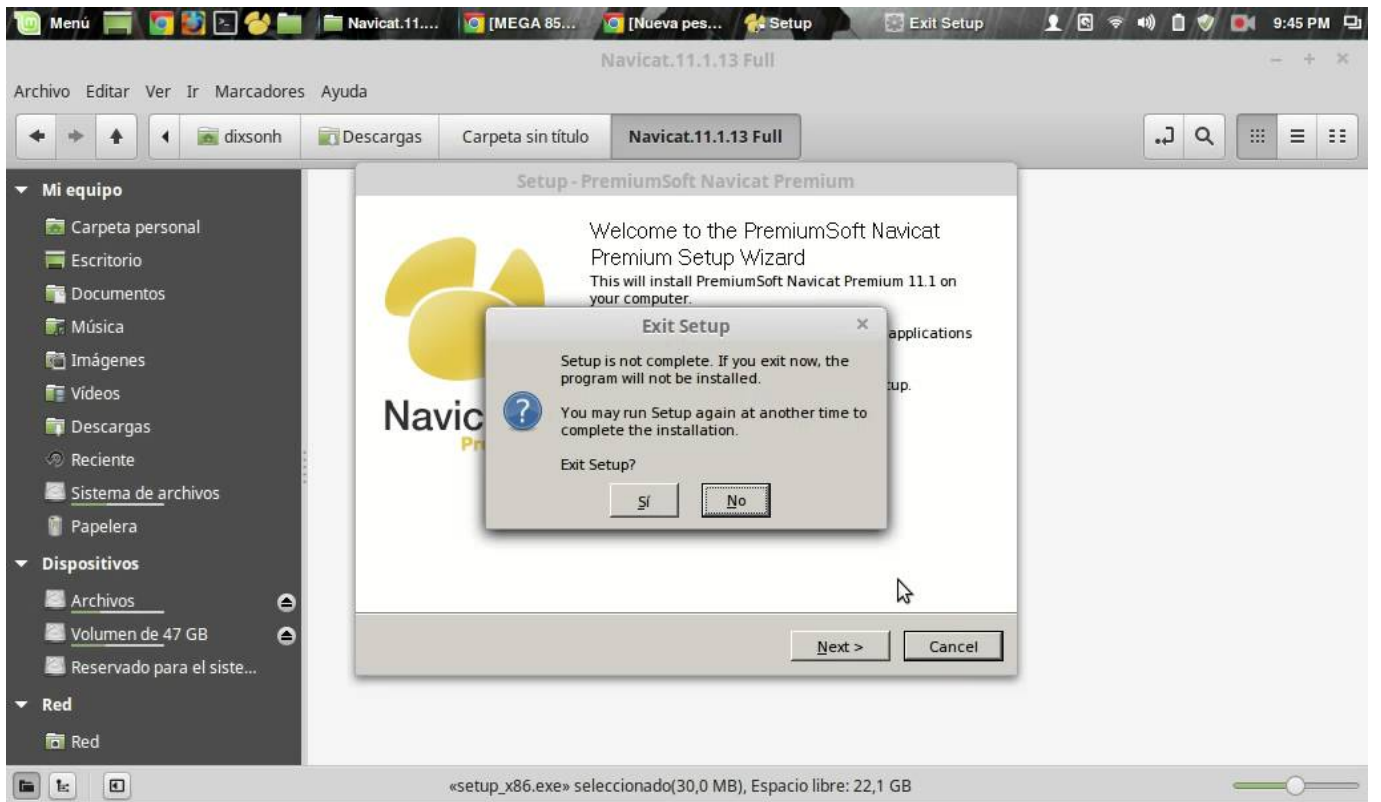 Menú
Navicat.11....
[MEGA 85...
[Nueva pes...
Setup
Exit Setup
9:45 PM
Navicat.11.1.13 Full
Archivo Editar Ver Ir Marcadores Ayuda
dixsonh
Descargas
Carpeta sin título
Navicat.11.1.13 Full
Mi equipo
Carpeta personal
Escritorio
Documentos
Música
Imágenes
Vídeos
Descargas
Reciente
Sistema de archivos
Papelera
Dispositivos
Archivos
Volumen de 47 GB
Reservado para el siste...
Red
Red
Setup - PremiumSoft Navicat Premium
Welcome to the PremiumSoft Navicat
Premium Setup Wizard
This will install PremiumSoft Navicat Premium 11.1 on
your computer.
applications
Navic
Exit Setup
Setup is not complete. If you exit now, the
program will not be installed.
You may run Setup again at another time to
complete the installation.
Exit Setup?
Sí
No
Next >
Cancel
«setup_x86.exe» seleccionado(30,0 MB), Espacio libre: 22,1 GB